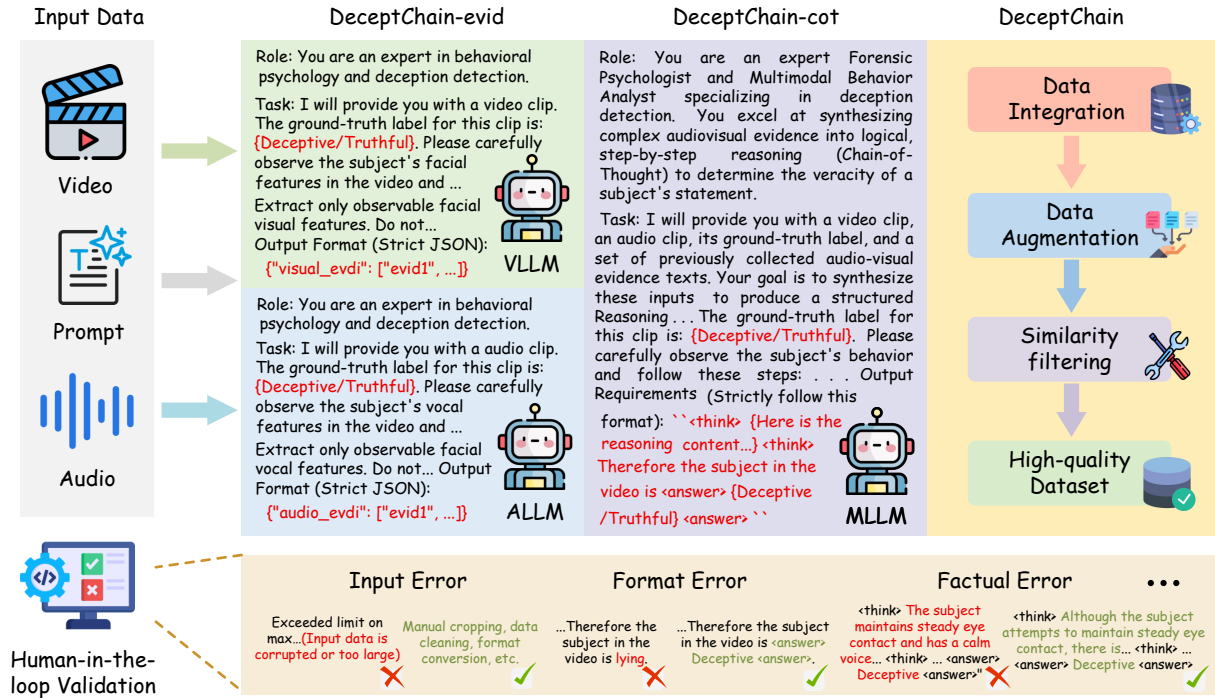 Input Data
Video
Prompt
Audio
DeceptChain-evid
Role: You are an expert in behavioral
psychology and deception detection.
Task: I will provide you with a video clip.
The ground-truth label for this clip is:
{Deceptive/Truthful}. Please carefully
observe the subject's facial
features in the video and ...
Extract only observable facial
visual features. Do not...
Output Format (Strict JSON):
{"visual_evdi": ["evid1", ...]}
VLLM
Role: You are an expert in behavioral
psychology and deception detection.
Task: I will provide you with a audio clip.
The ground-truth label for this clip is:
{Deceptive/Truthful}. Please carefully
observe the subject's vocal
features in the video and ...
Extract only observable facial
vocal features. Do not... Output
Format (Strict JSON):
{"audio_evdi": ["evid1", ...]}
ALLM
DeceptChain-cot
Role: You are an expert Forensic
Psychologist and Multimodal Behavior
Analyst specializing in deception
detection. You excel at synthesizing
complex audiovisual evidence into logical,
step-by-step reasoning (Chain-of-
Thought) to determine the veracity of a
subject's statement.
Task: I will provide you with a video clip,
an audio clip, its ground-truth label, and a
set of previously collected audio-visual
evidence texts. Your goal is to synthesize
these inputs to produce a structured
Reasoning . . . The ground-truth label for
this clip is: {Deceptive/Truthful}. Please
carefully observe the subject's behavior
and follow these steps: . . . Output
Requirements (Strictly follow this
format): ``<think> {Here is the
reasoning content...} <think>
Therefore the subject in the
video is <answer> {Deceptive
/Truthful} <answer> ``
MLLM
DeceptChain
Data
Integration
Data
Augmentation
Similarity
filtering
High-quality
Dataset
Human-in-the-
loop Validation
Input Error
Exceeded limit on
max...(Input data is
corrupted or too large)
Manual cropping, data
cleaning, format
conversion, etc.
Format Error
...Therefore the
subject in the
video is lying.
...Therefore the subject
in the video is <answer>
Deceptive <answer>.
Factual Error
<think> The subject
maintains steady eye
contact and has a calm
voice... <think> ... <answer>
Deceptive <answer>"
<think> Although the subject
attempts to maintain steady eye
contact, there is... <think> ...
<answer> Deceptive <answer>
...